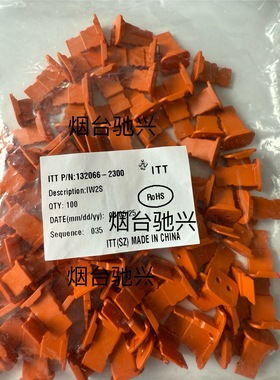 烟台驰兴
ITT P/N:132066-2300
ITT
Description:IW2S
QTY: 100
RoHS
DATE(mm/dd/yy):
烟台驰兴
Sequence: 035
ITT(SZ) MADE IN CHINA
烟台驰兴